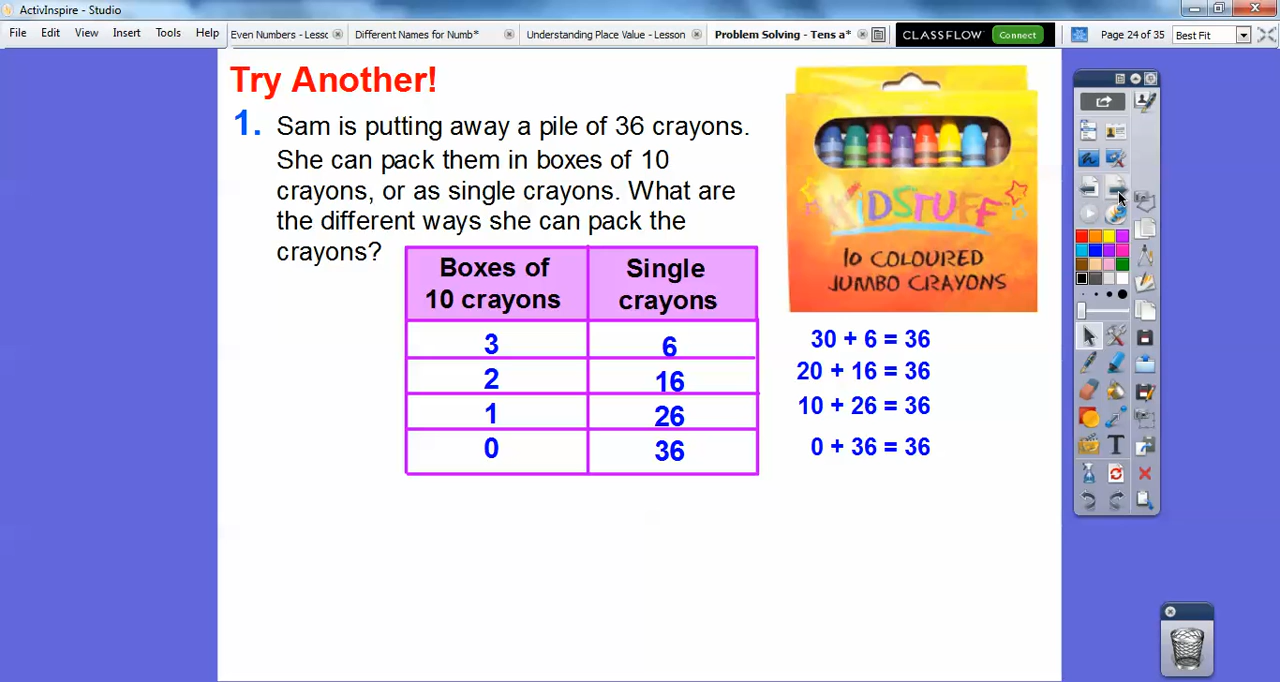 ActivInspire - Studio
File Edit View Insert Tools Help
Even Numbers - Lessc
Different Names for Numb*
Understanding Place Value - Lesson
Problem Solving - Tens a*
CLASSFLOW Connect
Page 24 of 35
Best Fit
Try Another!
1. Sam is putting away a pile of 36 crayons.
She can pack them in boxes of 10
crayons, or as single crayons. What are
the different ways she can pack the
crayons?
KIDSTUFF
10 COLOURED
JUMBO CRAYONS
Boxes of Single
10 crayons crayons
3 6 30 + 6 = 36
2 16 20 + 16 = 36
1 26 10 + 26 = 36
0 36 0 + 36 = 36